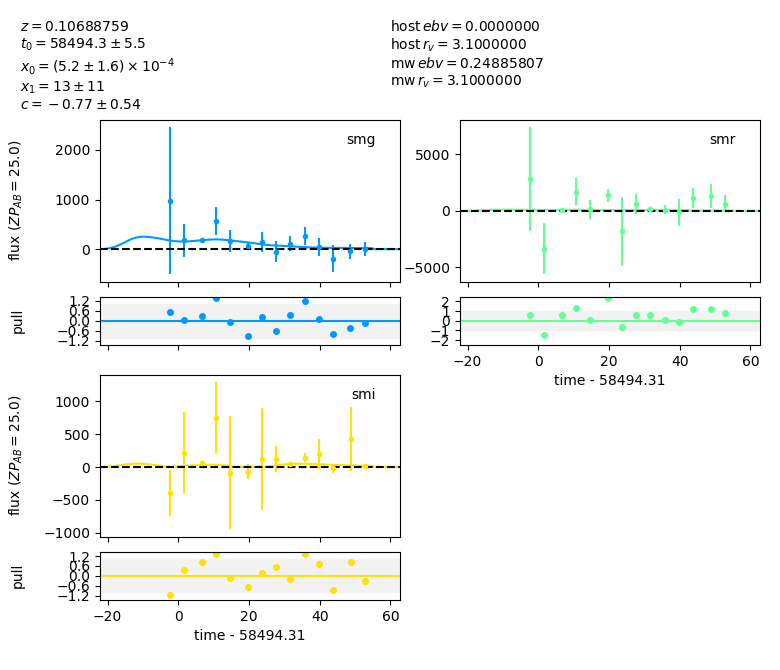 z = 0.10688759
t₀ = 58494.3 ± 5.5
x₀ = (5.2 ± 1.6) × 10⁻⁴
x₁ = 13 ± 11
c = −0.77 ± 0.54
host ebv = 0.0000000
host r_v = 3.1000000
mw ebv = 0.24885807
mw r_v = 3.1000000
smg
flux (ZP_AB = 25.0)
2000
1000
0
pull
1.2
0.6
0.0
−0.6
−1.2
smr
5000
0
−5000
2
1
0
−1
−2
−20 0 20 40 60
time - 58494.31
smi
flux (ZP_AB = 25.0)
1000
500
0
−500
−1000
pull
1.2
0.6
0.0
−0.6
−1.2
−20 0 20 40 60
time - 58494.31